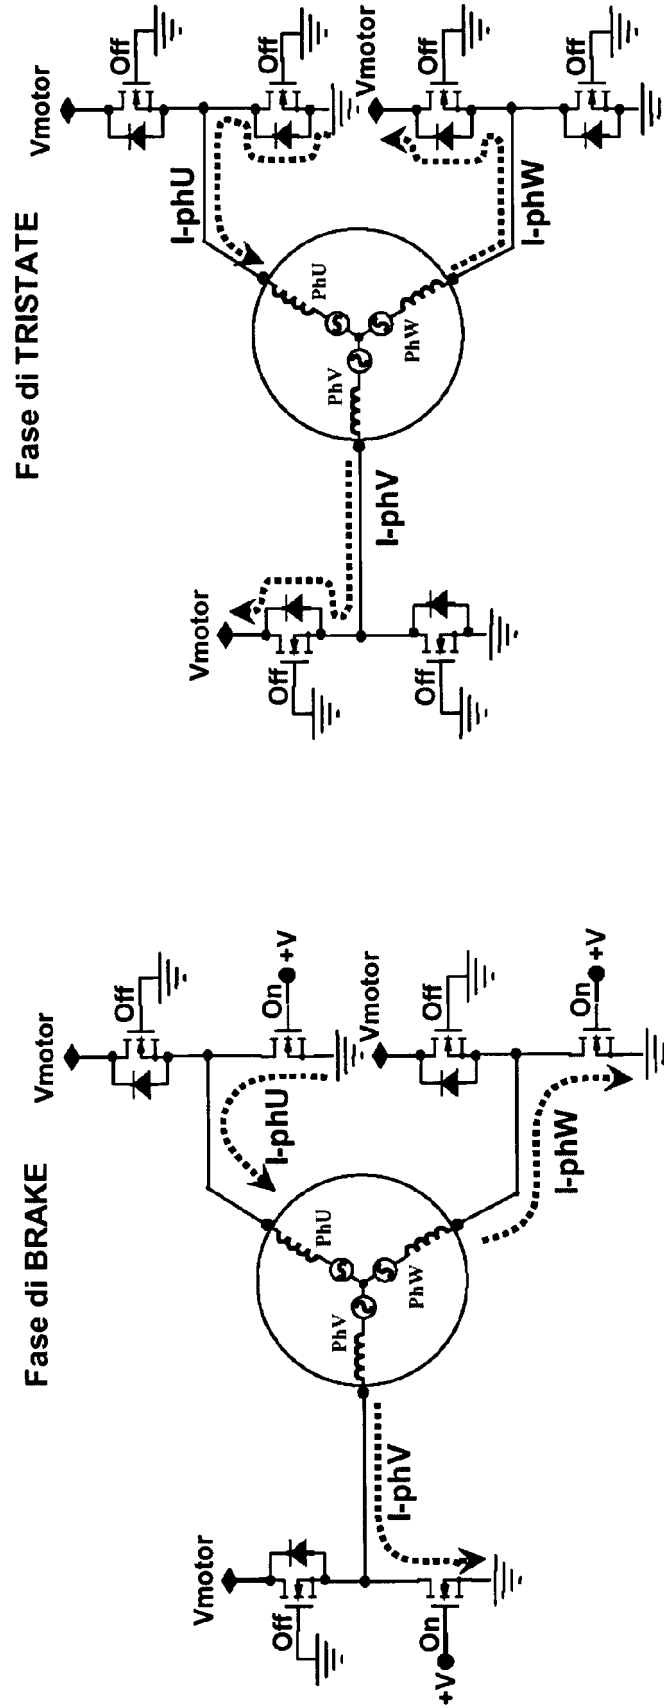 Fase di TRISTATE
Vmotor
Off
Off
I-phU
Vmotor
Off
Off
I-phW
PhU
PhW
PhV
I-phV
Vmotor
Off
Off
Fase di BRAKE
Vmotor
Off
On
+V
I-phU
Vmotor
Off
On
+V
I-phW
PhU
PhW
PhV
I-phV
Vmotor
Off
On
+V